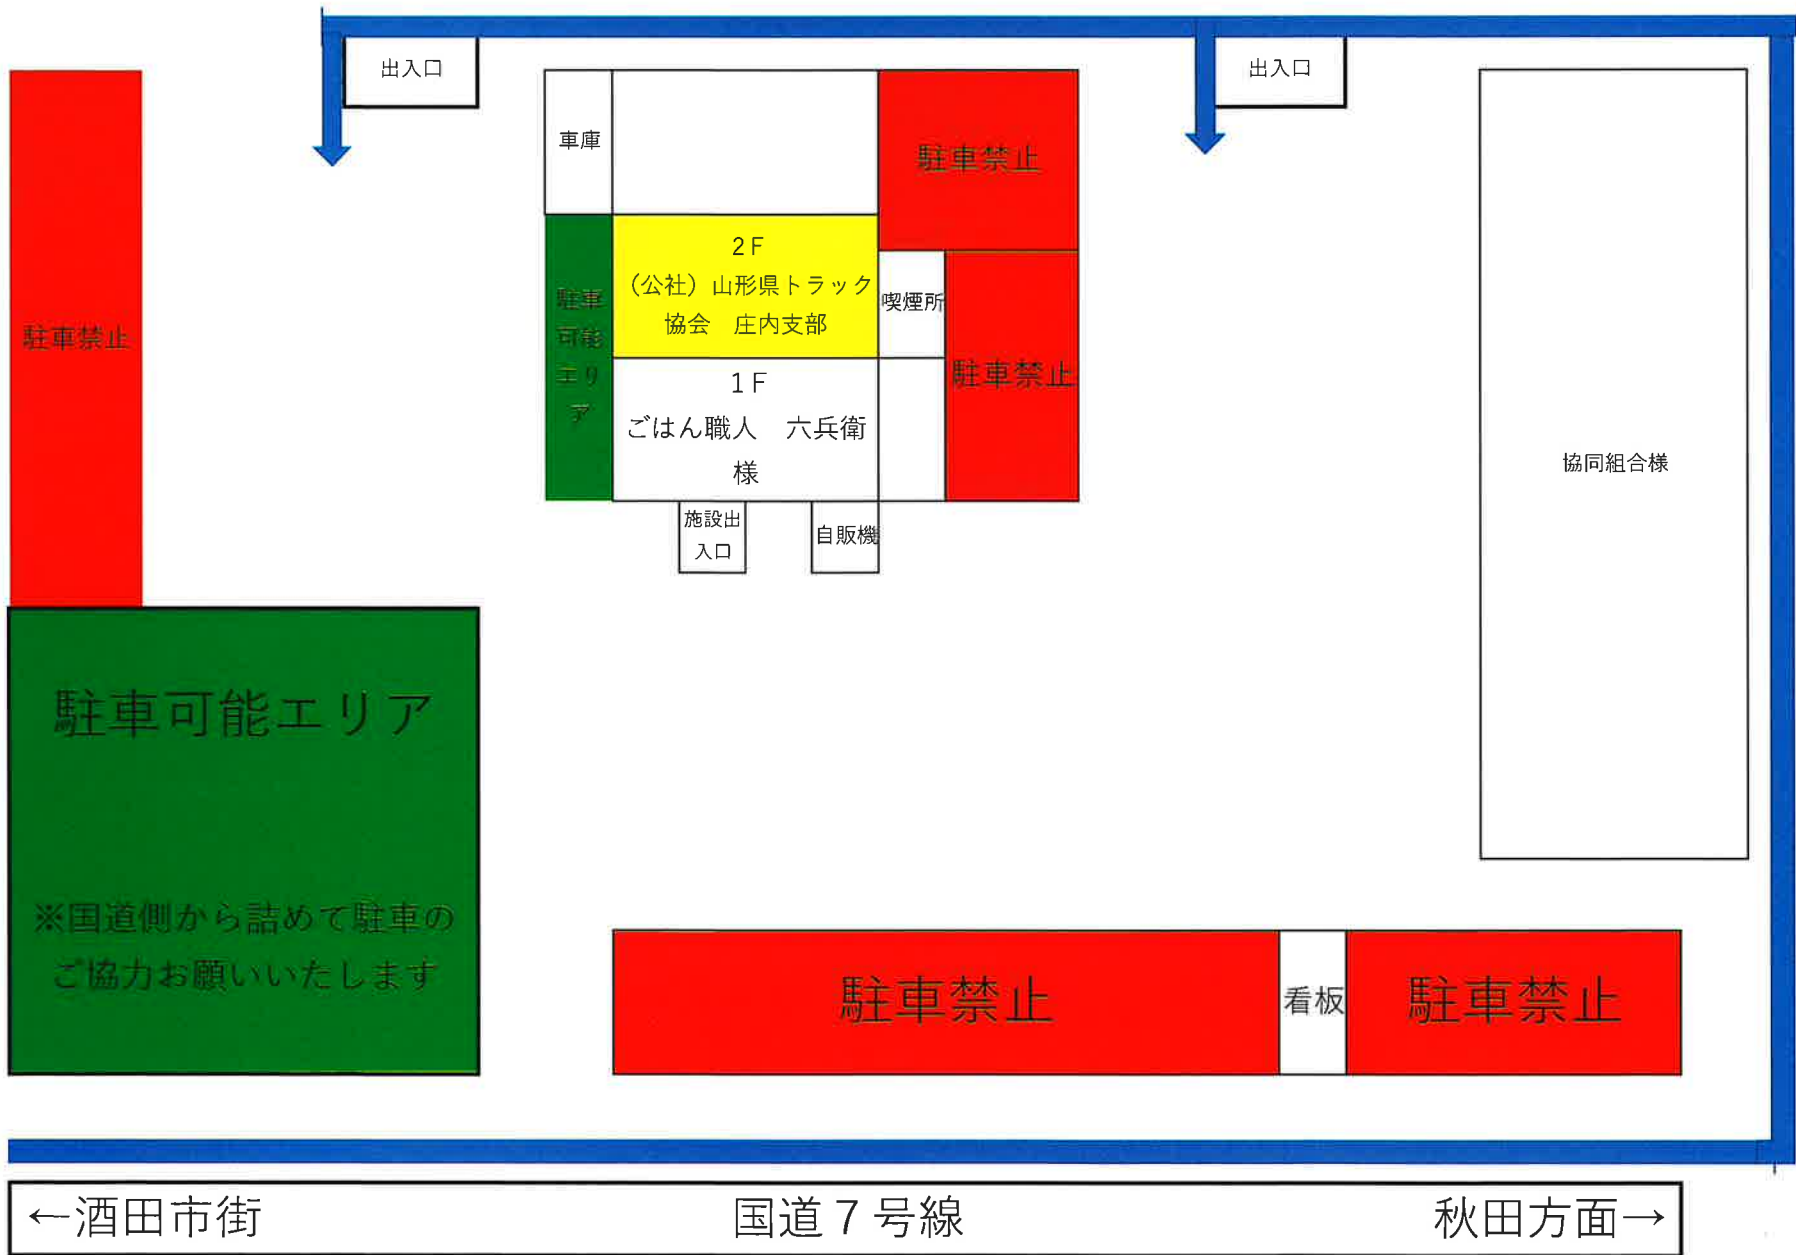 出入口
出入口
車庫
駐車禁止
2F
（公社）山形県トラック
協会　庄内支部
喫煙所
駐車
可能
エリ
ア
駐車禁止
駐車禁止
1F
ごはん職人　六兵衛
様
協同組合様
施設出
入口
自販機
駐車可能エリア
※国道側から詰めて駐車の
ご協力お願いいたします
駐車禁止
看板
駐車禁止
←酒田市街　国道７号線　秋田方面→